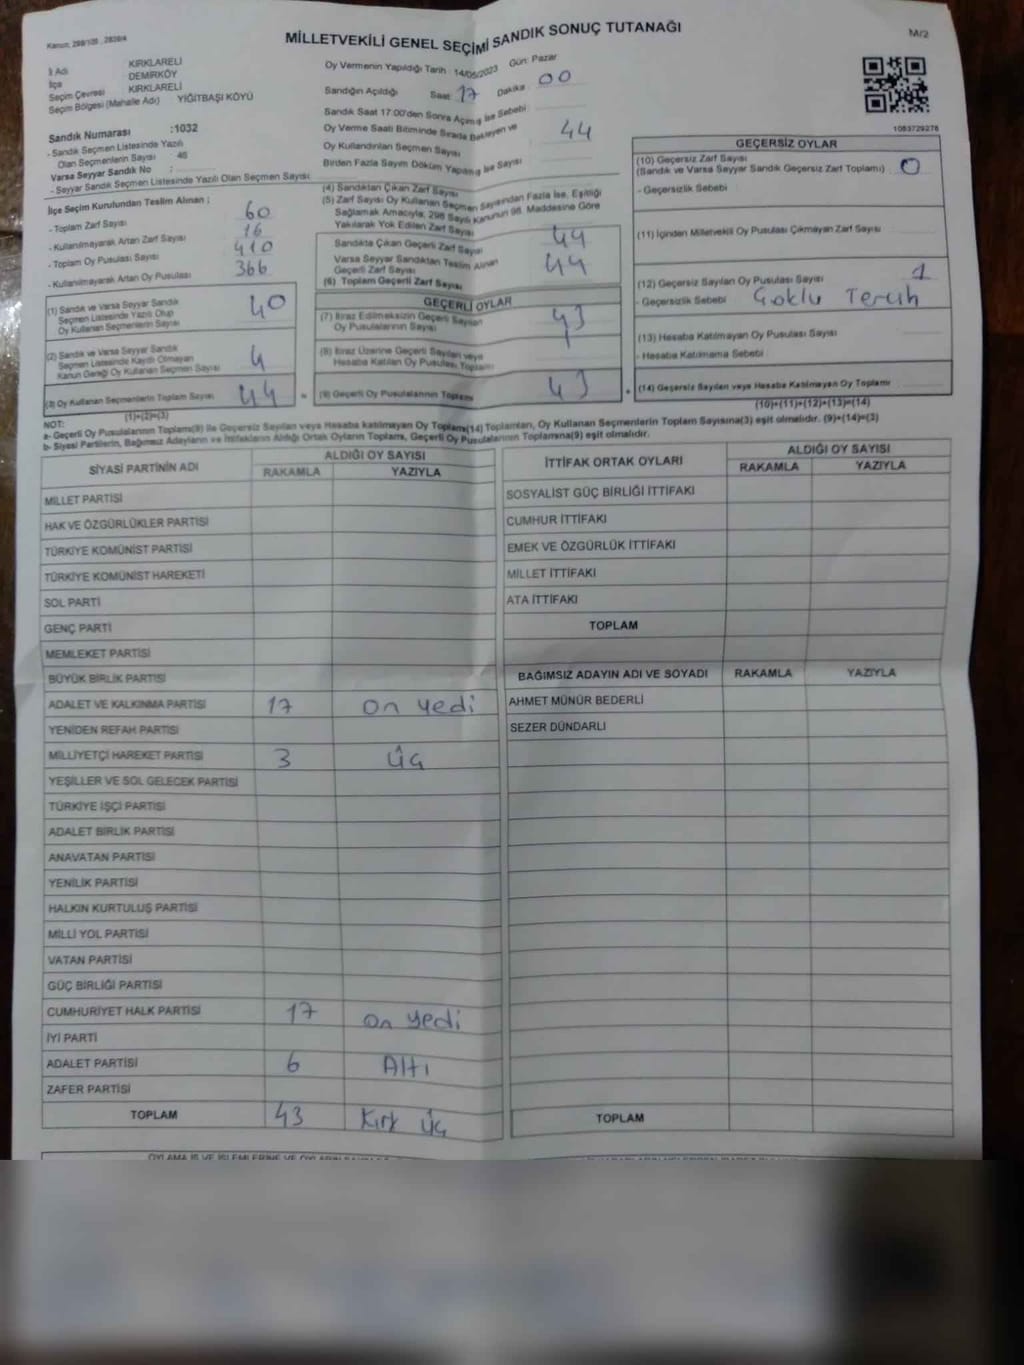 Kanun: 298/105 , 2839/4
MİLLETVEKİLİ GENEL SEÇİMİ SANDIK SONUÇ TUTANAĞI
M/2
İl Adı KIRKLARELİ
İlçe DEMİRKÖY
Seçim Çevresi KIRKLARELİ
Seçim Bölgesi (Mahalle Adı) YİĞİTBAŞI KÖYÜ
Sandık Numarası :1032
- Sandık Seçmen Listesinde Yazılı
Olan Seçmenlerin Sayısı : 46
Varsa Seyyar Sandık No :
- Seyyar Sandık Seçmen Listesinde Yazılı Olan Seçmen Sayısı:
Oy Vermenin Yapıldığı Tarih : 14/05/2023 Gün: Pazar
Sandığın Açıldığı Saat: 17 Dakika : 00
Sandık Saat 17:00'den Sonra Açılmış İse Sebebi :
Oy Verme Saati Bitiminde Sırada Bekleyen ve
Oy Kullandırılan Seçmen Sayısı : 44
Birden Fazla Sayım Döküm Yapılmış İse Sayısı :
1083729278
İlçe Seçim Kurulundan Teslim Alınan ;
- Toplam Zarf Sayısı : 60
- Kullanılmayarak Artan Zarf Sayısı : 16
- Toplam Oy Pusulası Sayısı : 410
- Kullanılmayarak Artan Oy Pusulası : 366
(1) Sandık ve Varsa Seyyar Sandık
Seçmen Listesinde Yazılı Olup
Oy Kullanan Seçmenlerin Sayısı 40
(2) Sandık ve Varsa Seyyar Sandık
Seçmen Listesinde Kayıtlı Olmayan
Kanun Gereği Oy Kullanan Seçmen Sayısı 4
(3) Oy Kullanan Seçmenlerin Toplam Sayısı 44
(1)+(2)=(3)
(4) Sandıktan Çıkan Zarf Sayısı
(5) Zarf Sayısı Oy Kullanan Seçmen Sayısından Fazla İse, Eşitliği
Sağlamak Amacıyla, 298 Sayılı Kanunun 98. Maddesine Göre
Yakılarak Yok Edilen Zarf Sayısı
Sandıkta Çıkan Geçerli Zarf Sayısı 44
Varsa Seyyar Sandıktan Teslim Alınan
Geçerli Zarf Sayısı
(6) Toplam Geçerli Zarf Sayısı 44
GEÇERLİ OYLAR
(7) İtiraz Edilmeksizin Geçerli Sayılan
Oy Pusulalarının Sayısı 43
(8) İtiraz Üzerine Geçerli Sayılan veya
Hesaba Katılan Oy Pusulası Toplamı
(9) Geçerli Oy Pusulalarının Toplamı 43
GEÇERSİZ OYLAR
(10) Geçersiz Zarf Sayısı
(Sandık ve Varsa Seyyar Sandık Geçersiz Zarf Toplamı) : 0
- Geçersizlik Sebebi :
(11) İçinden Milletvekili Oy Pusulası Çıkmayan Zarf Sayısı :
(12) Geçersiz Sayılan Oy Pusulası Sayısı : 1
- Geçersizlik Sebebi : Çoklu Tercih
(13) Hesaba Katılmayan Oy Pusulası Sayısı :
- Hesaba Katılmama Sebebi :
(14) Geçersiz Sayılan veya Hesaba Katılmayan Oy Toplamı :
(10)+(11)+(12)+(13)=(14)
NOT:
a- Geçerli Oy Pusulalarının Toplamı(9) ile Geçersiz Sayılan veya Hesaba katılmayan Oy Toplamı(14) Toplamları, Oy Kullanan Seçmenlerin Toplam Sayısına(3) eşit olmalıdır. (9)+(14)=(3)
b- Siyasi Partilerin, Bağımsız Adayların ve İttifakların Aldığı Ortak Oyların Toplamı, Geçerli Oy Pusulalarının Toplamına(9) eşit olmalıdır.
SİYASİ PARTİNİN ADI ALDIĞI OY SAYISI
RAKAMLA YAZIYLA
MİLLET PARTİSİ
HAK VE ÖZGÜRLÜKLER PARTİSİ
TÜRKİYE KOMÜNİST PARTİSİ
TÜRKİYE KOMÜNİST HAREKETİ
SOL PARTİ
GENÇ PARTİ
MEMLEKET PARTİSİ
BÜYÜK BİRLİK PARTİSİ
ADALET VE KALKINMA PARTİSİ 17 on yedi
YENİDEN REFAH PARTİSİ
MİLLİYETÇİ HAREKET PARTİSİ 3 üç
YEŞİLLER VE SOL GELECEK PARTİSİ
TÜRKİYE İŞÇİ PARTİSİ
ADALET BİRLİK PARTİSİ
ANAVATAN PARTİSİ
YENİLİK PARTİSİ
HALKIN KURTULUŞ PARTİSİ
MİLLİ YOL PARTİSİ
VATAN PARTİSİ
GÜÇ BİRLİĞİ PARTİSİ
CUMHURİYET HALK PARTİSİ 17 on yedi
İYİ PARTİ
ADALET PARTİSİ 6 Altı
ZAFER PARTİSİ
TOPLAM 43 Kırk üç
İTTİFAK ORTAK OYLARI ALDIĞI OY SAYISI
RAKAMLA YAZIYLA
SOSYALİST GÜÇ BİRLİĞİ İTTİFAKI
CUMHUR İTTİFAKI
EMEK VE ÖZGÜRLÜK İTTİFAKI
MİLLET İTTİFAKI
ATA İTTİFAKI
TOPLAM
BAĞIMSIZ ADAYIN ADI VE SOYADI RAKAMLA YAZIYLA
AHMET MÜNÜR BEDERLİ
SEZER DÜNDARLI
TOPLAM